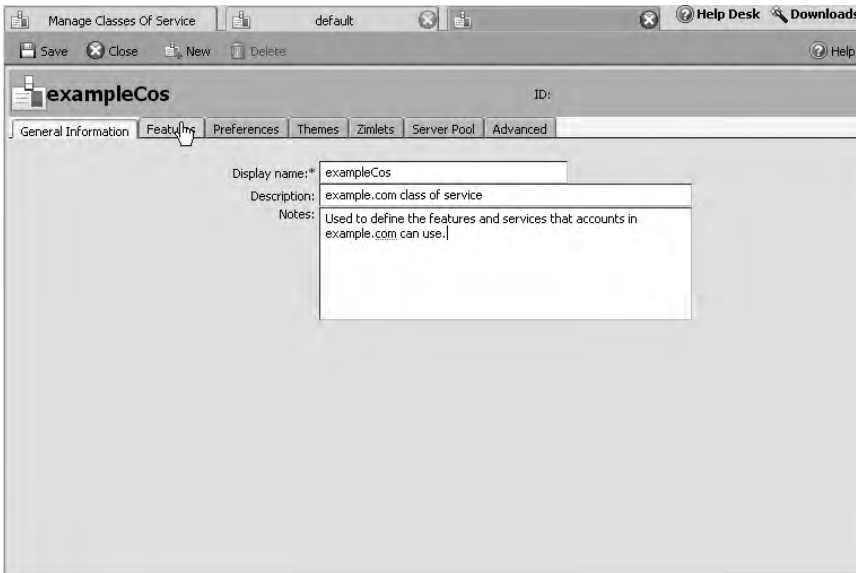 Manage Classes Of Service default Help Desk Downloads
Save Close New Delete Help
exampleCos ID:
General Information Features Preferences Themes Zimlets Server Pool Advanced
Display name:* exampleCos
Description: example.com class of service
Notes: Used to define the features and services that accounts in
example.com can use.